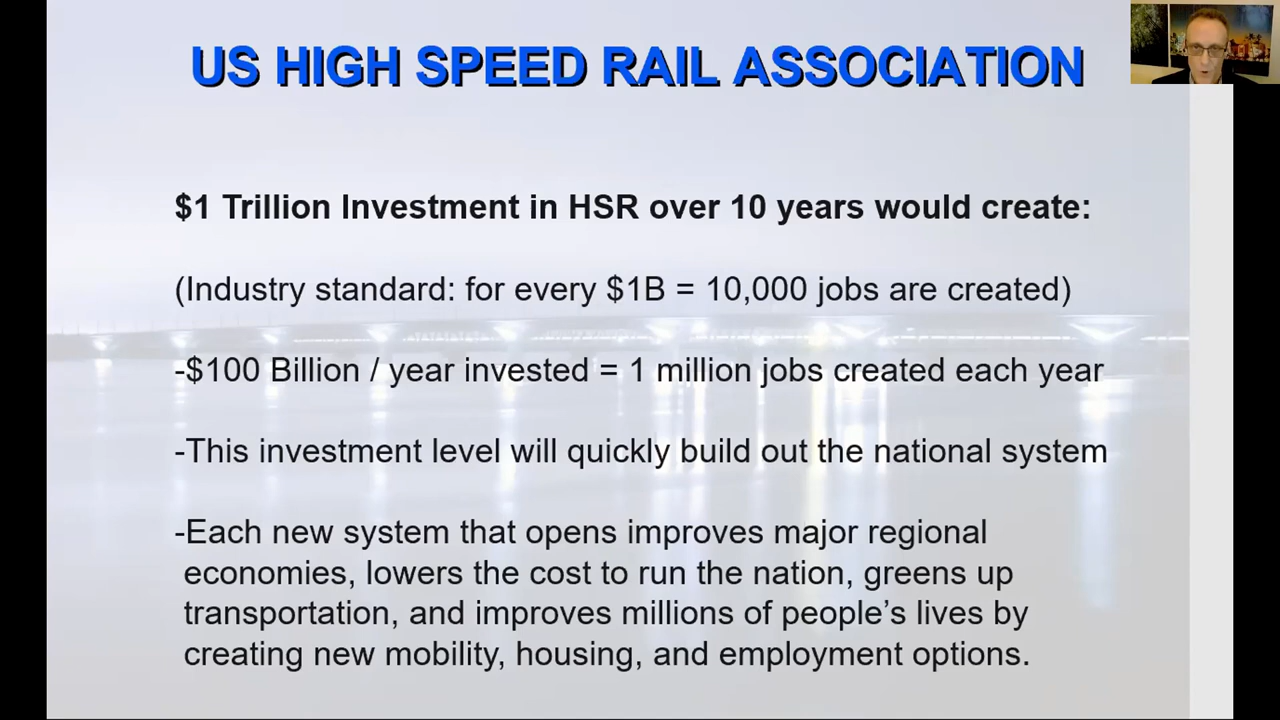 US HIGH SPEED RAIL ASSOCIATION
$1 Trillion Investment in HSR over 10 years would create:
(Industry standard: for every $1B = 10,000 jobs are created)
-$100 Billion / year invested = 1 million jobs created each year
-This investment level will quickly build out the national system
-Each new system that opens improves major regional
economies, lowers the cost to run the nation, greens up
transportation, and improves millions of people’s lives by
creating new mobility, housing, and employment options.